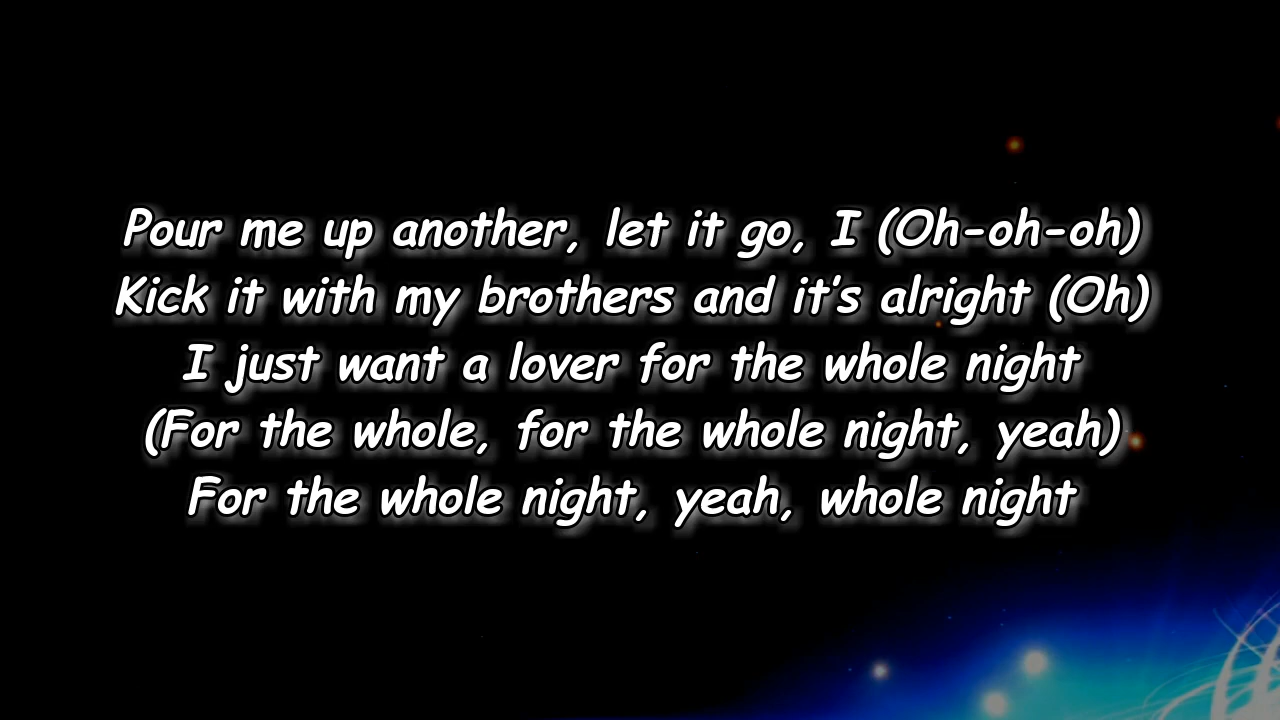 Pour me up another, let it go, I (Oh-oh-oh)
Kick it with my brothers and it's alright (Oh)
I just want a lover for the whole night
(For the whole, for the whole night, yeah)
For the whole night, yeah, whole night